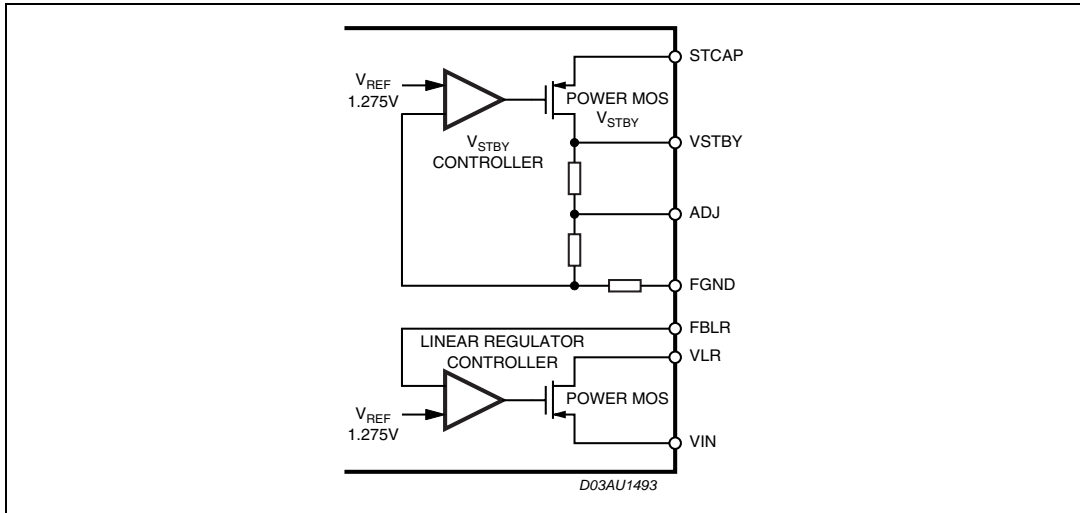 STCAP
VREF
1.275V
POWER MOS
VSTBY
VSTBY
VSTBY
CONTROLLER
ADJ
FGND
FBLR
LINEAR REGULATOR
CONTROLLER
VLR
POWER MOS
VREF
1.275V
VIN
D03AU1493